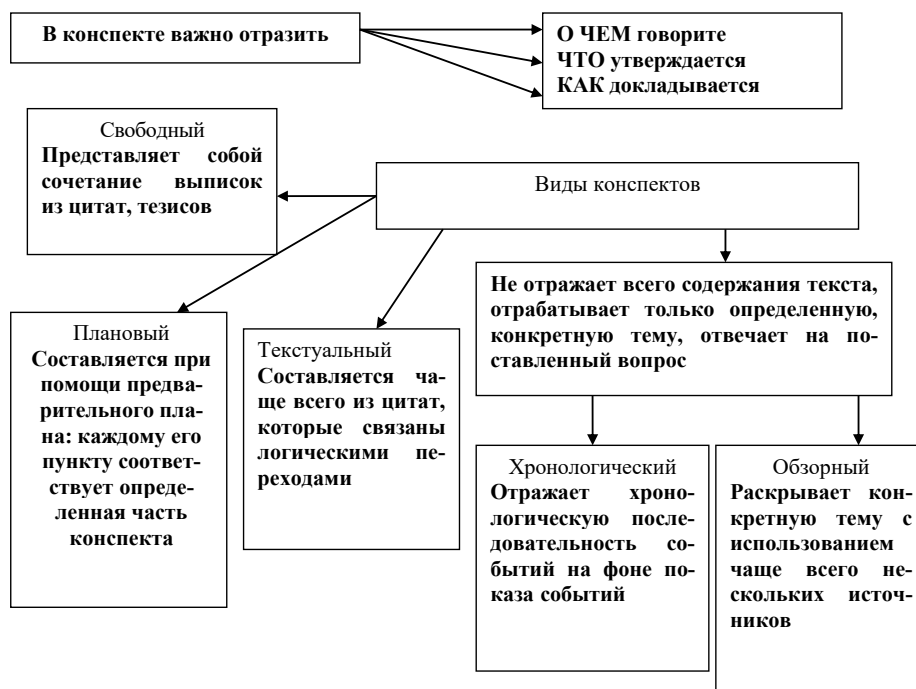 В конспекте важно отразить
О ЧЕМ говорите
ЧТО утверждается
КАК докладывается
Свободный
Представляет собой
сочетание выписок
из цитат, тезисов
Виды конспектов
Не отражает всего содержания текста,
отрабатывает только определенную,
конкретную тему, отвечает на по-
ставленный вопрос
Плановый
Составляется при
помощи предва-
рительного пла-
на: каждому его
пункту соответ-
ствует опреде-
ленная часть
конспекта
Текстуальный
Составляется ча-
ще всего из цитат,
которые связаны
логическими пе-
реходами
Хронологический
Отражает хроно-
логическую после-
довательность со-
бытий на фоне по-
каза событий
Обзорный
Раскрывает кон-
кретную тему с
использованием
чаще всего не-
скольких источ-
ников